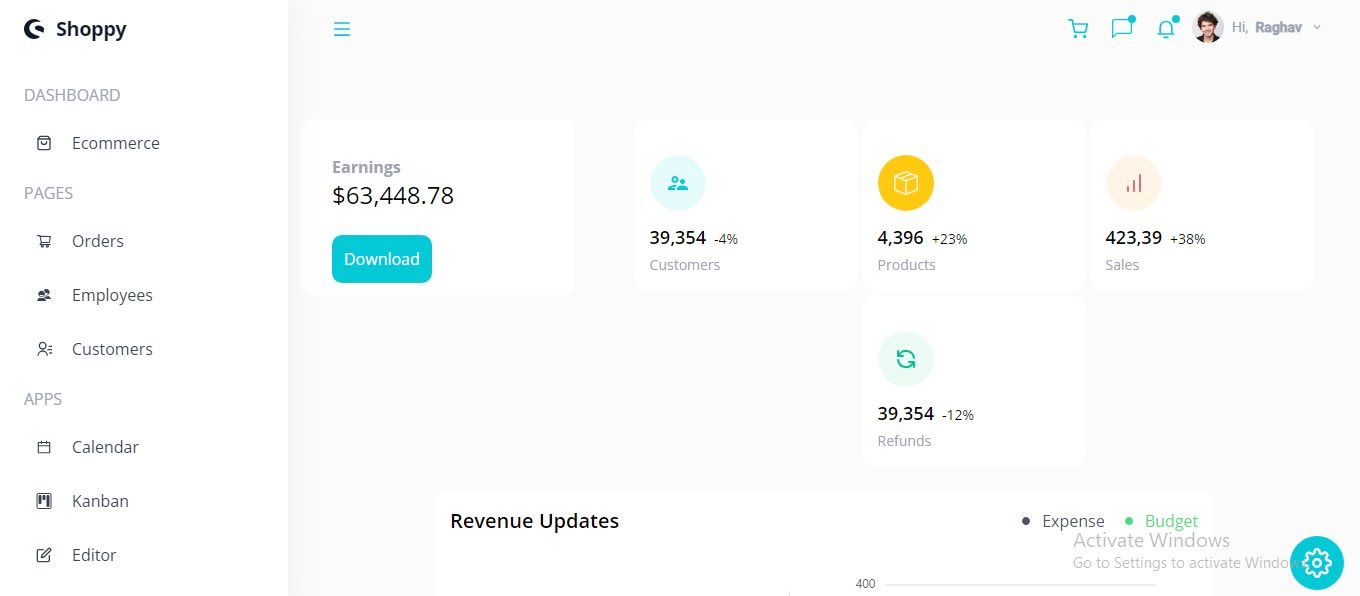 Shoppy
Hi, Raghav
DASHBOARD
Ecommerce
PAGES
Orders
Employees
Customers
APPS
Calendar
Kanban
Editor
Earnings
$63,448.78
Download
39,354 -4%
Customers
4,396 +23%
Products
423,39 +38%
Sales
39,354 -12%
Refunds
Revenue Updates
Expense
Budget
400
Activate Windows
Go to Settings to activate Windows